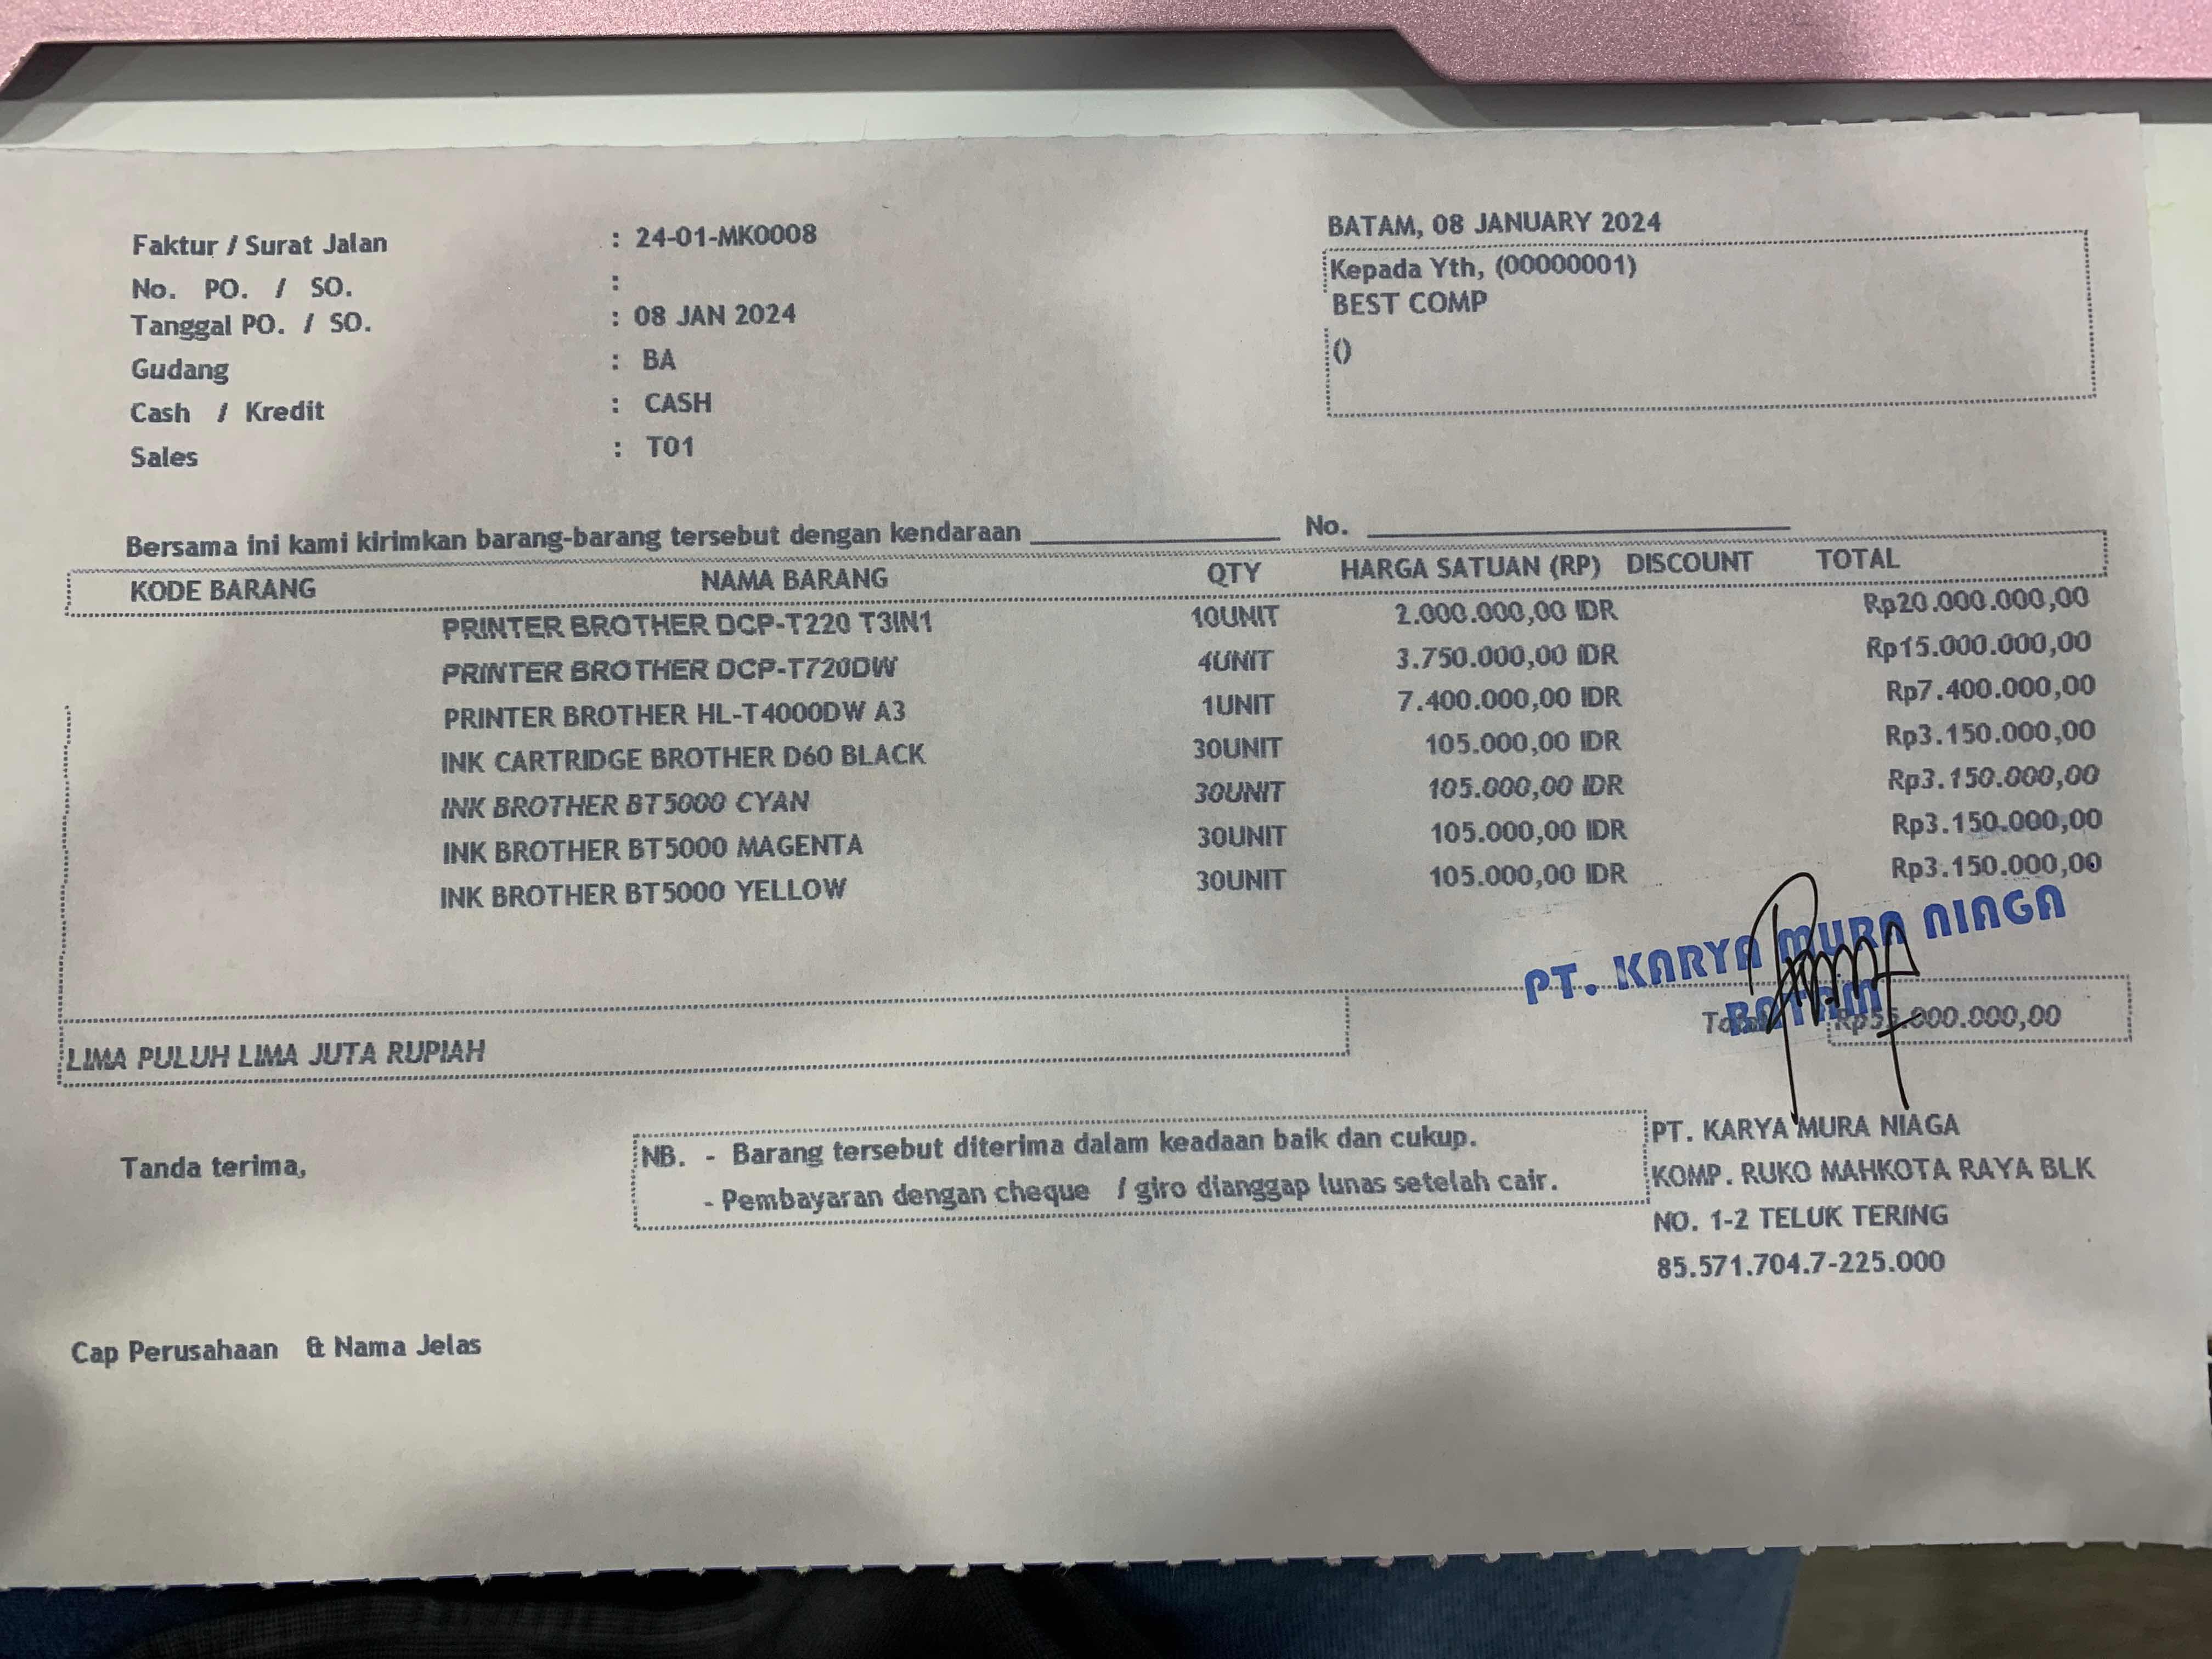 Faktur / Surat Jalan : 24-01-MK0008
No. PO. / SO. :
Tanggal PO. / SO. : 08 JAN 2024
Gudang : BA
Cash / Kredit : CASH
Sales : T01
BATAM, 08 JANUARY 2024
Kepada Yth, (00000001)
BEST COMP
()
Bersama ini kami kirimkan barang-barang tersebut dengan kendaraan ____________ No. ____________
KODE BARANG NAMA BARANG QTY HARGA SATUAN (RP) DISCOUNT TOTAL
PRINTER BROTHER DCP-T220 T3IN1 10UNIT 2.000.000,00 IDR Rp20.000.000,00
PRINTER BROTHER DCP-T720DW 4UNIT 3.750.000,00 IDR Rp15.000.000,00
PRINTER BROTHER HL-T4000DW A3 1UNIT 7.400.000,00 IDR Rp7.400.000,00
INK CARTRIDGE BROTHER D60 BLACK 30UNIT 105.000,00 IDR Rp3.150.000,00
INK BROTHER BT5000 CYAN 30UNIT 105.000,00 IDR Rp3.150.000,00
INK BROTHER BT5000 MAGENTA 30UNIT 105.000,00 IDR Rp3.150.000,00
INK BROTHER BT5000 YELLOW 30UNIT 105.000,00 IDR Rp3.150.000,00
PT. KARYA MURA NIAGA
BATAM
Total Rp55.000.000,00
LIMA PULUH LIMA JUTA RUPIAH
Tanda terima,
NB. - Barang tersebut diterima dalam keadaan baik dan cukup.
- Pembayaran dengan cheque / giro dianggap lunas setelah cair.
PT. KARYA MURA NIAGA
KOMP. RUKO MAHKOTA RAYA BLK
NO. 1-2 TELUK TERING
85.571.704.7-225.000
Cap Perusahaan & Nama Jelas